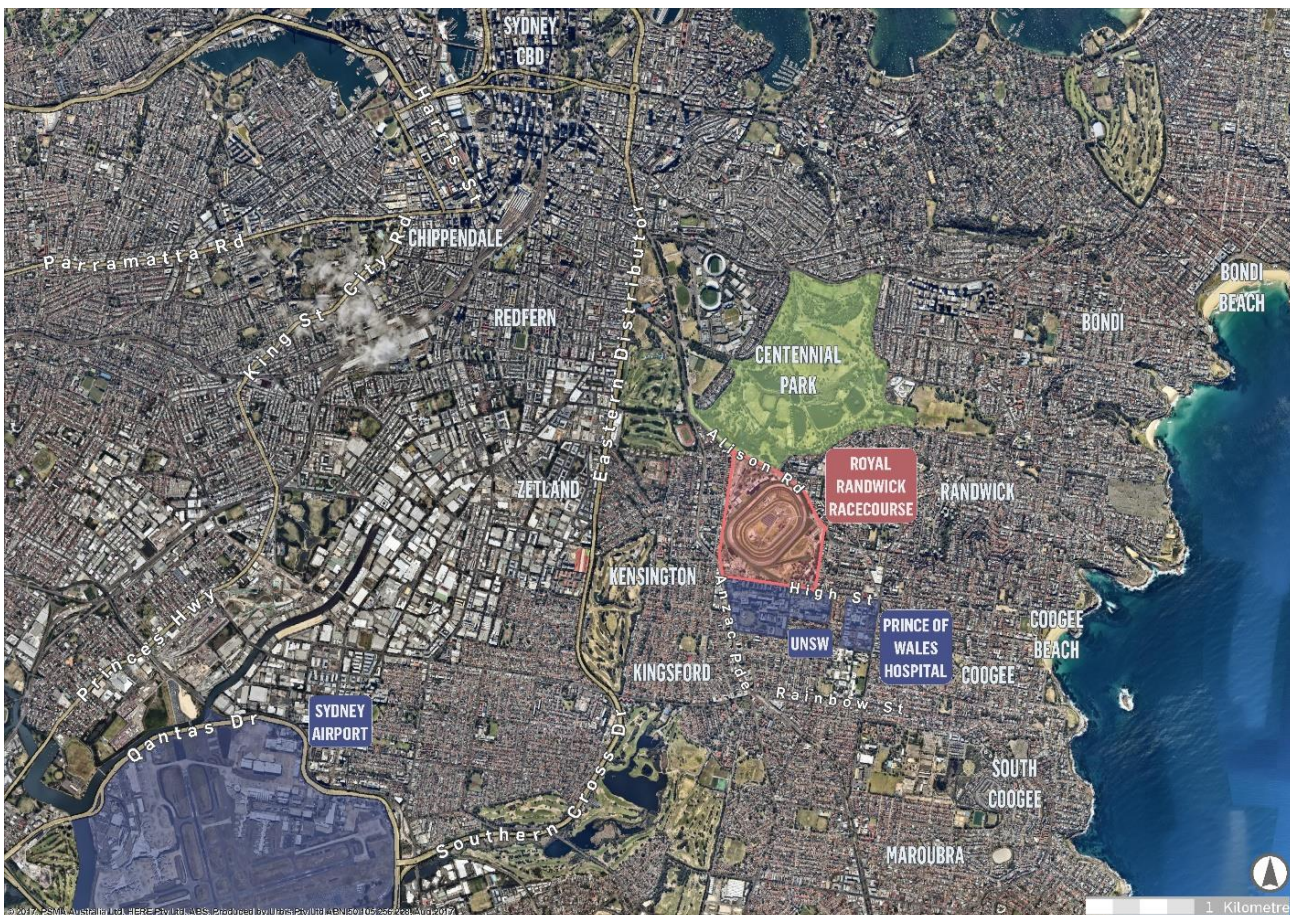 SYDNEY
CBD
Harris St
Parramatta Rd
City Rd
CHIPPENDALE
King St
REDFERN
Eastern Distributor
BONDI
BEACH
BONDI
CENTENNIAL
PARK
Alison Rd
ROYAL
RANDWICK
RACECOURSE
RANDWICK
ZETLAND
KENSINGTON
Anzac Pde
High St
UNSW
PRINCE OF
WALES
HOSPITAL
COOGEE
BEACH
COOGEE
KINGSFORD
Rainbow St
Princes Hwy
Qantas Dr
SYDNEY
AIRPORT
Southern Cross Dr
SOUTH
COOGEE
MAROUBRA
1 Kilometre